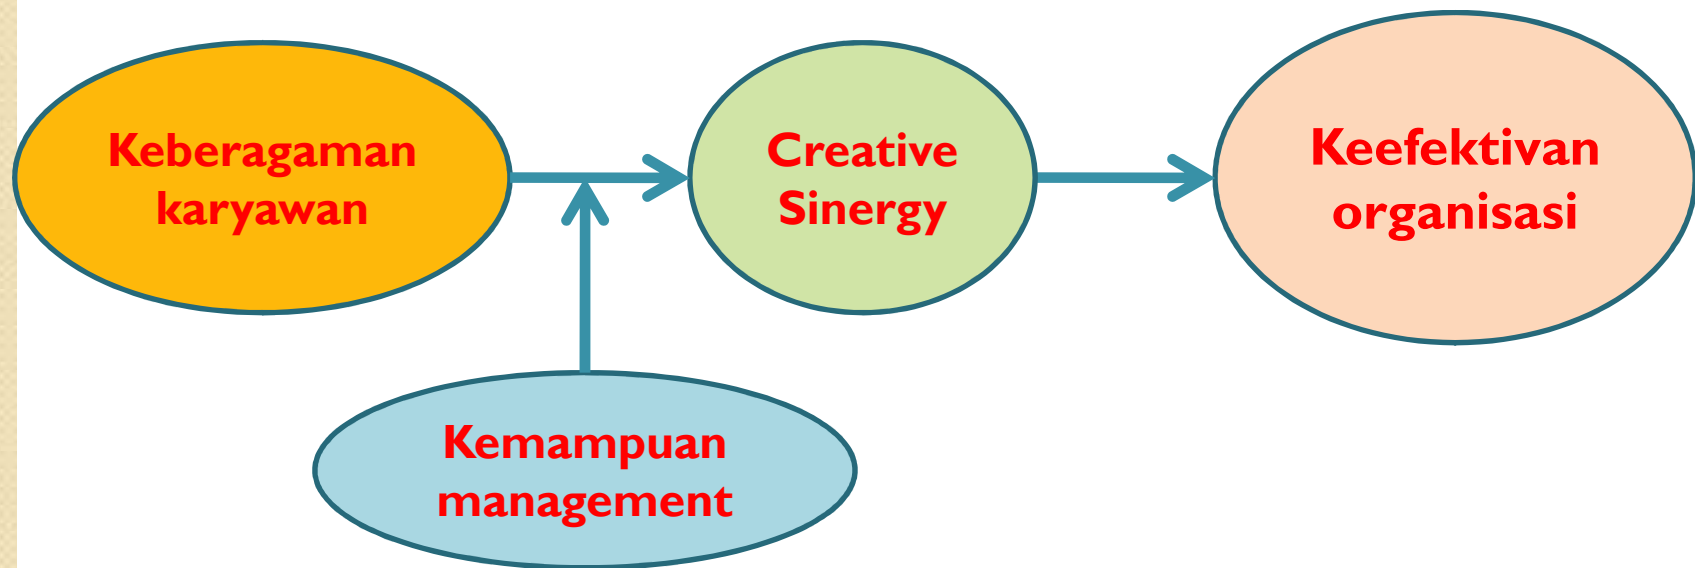 Keberagaman
karyawan
Creative
Sinergy
Keefektivan
organisasi
Kemampuan
management